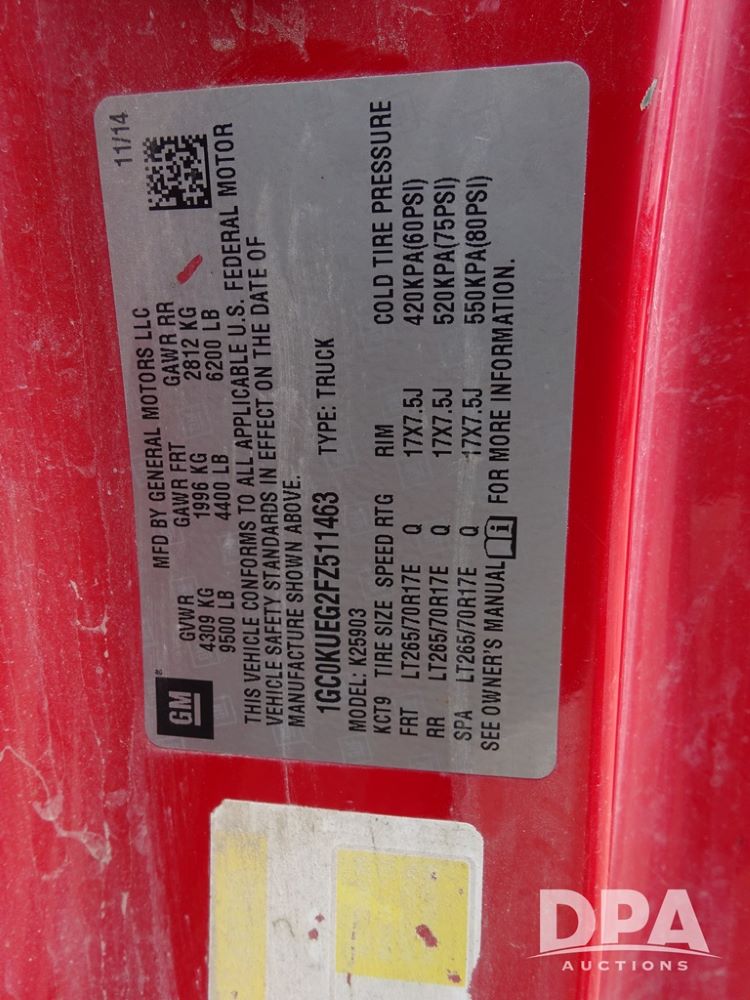 11/14
MFD BY GENERAL MOTORS LLC
GVWR GAWR FRT GAWR RR
4309 KG 1996 KG 2812 KG
9500 LB 4400 LB 6200 LB
GM
THIS VEHICLE CONFORMS TO ALL APPLICABLE U.S. FEDERAL MOTOR
VEHICLE SAFETY STANDARDS IN EFFECT ON THE DATE OF
MANUFACTURE SHOWN ABOVE.
1GC0KUEG2FZ511463 TYPE: TRUCK
MODEL: K25903
KCT9 TIRE SIZE SPEED RTG RIM COLD TIRE PRESSURE
FRT LT265/70R17E Q 17X7.5J 420KPA(60PSI)
RR LT265/70R17E Q 17X7.5J 520KPA(75PSI)
SPA LT265/70R17E Q 17X7.5J 550KPA(80PSI)
SEE OWNER'S MANUAL FOR MORE INFORMATION.
DPA
AUCTIONS